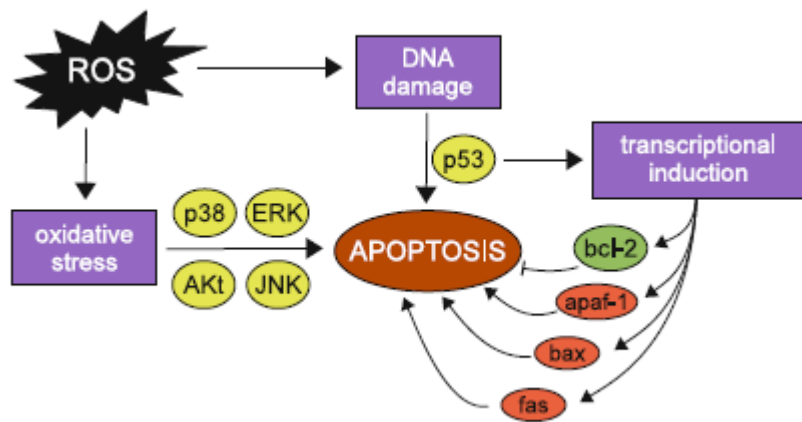 ROS
DNA
damage
p53
transcriptional
induction
oxidative
stress
p38
ERK
AKt
JNK
APOPTOSIS
bcl-2
apaf-1
bax
fas